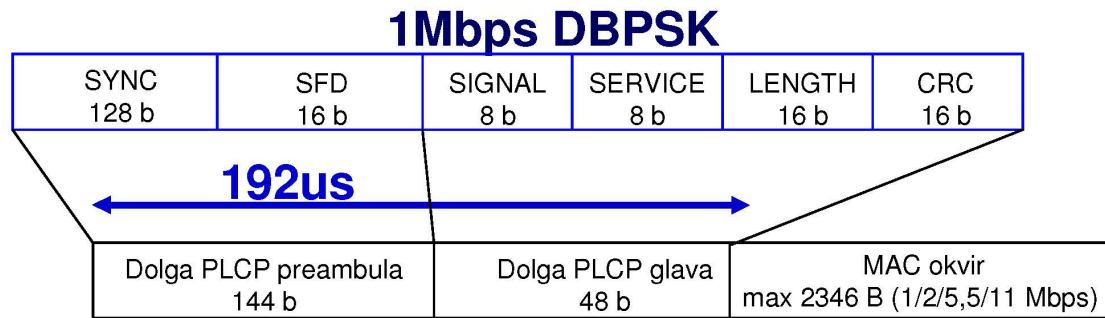 1Mbps DBPSK
SYNC SFD SIGNAL SERVICE LENGTH CRC
128 b 16 b 8 b 8 b 16 b 16 b
192us
Dolga PLCP preambula Dolga PLCP glava MAC okvir
144 b 48 b max 2346 B (1/2/5,5/11 Mbps)